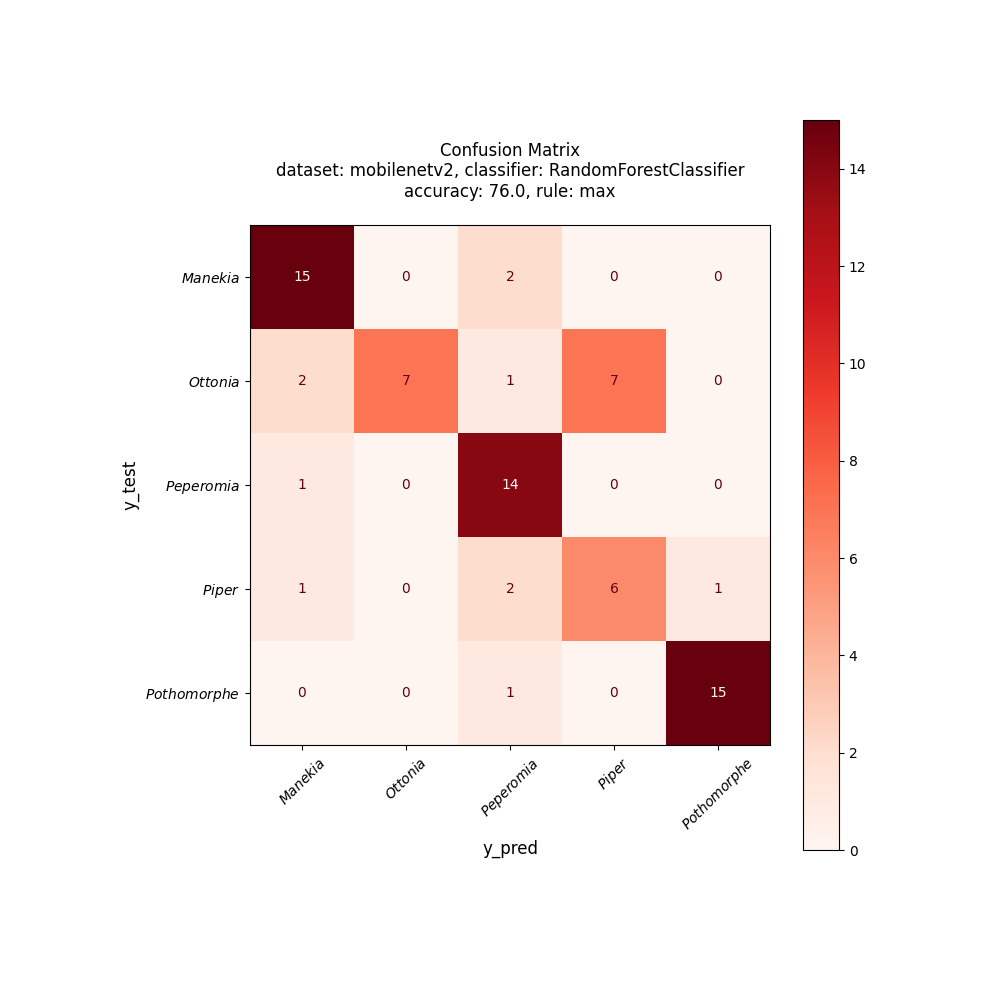 Confusion Matrix
dataset: mobilenetv2, classifier: RandomForestClassifier
accuracy: 76.0, rule: max
y_test
Manekia 15 0 2 0 0
Ottonia 2 7 1 7 0
Peperomia 1 0 14 0 0
Piper 1 0 2 6 1
Pothomorphe 0 0 1 0 15
Manekia Ottonia Peperomia Piper Pothomorphe
y_pred
14
12
10
8
6
4
2
0